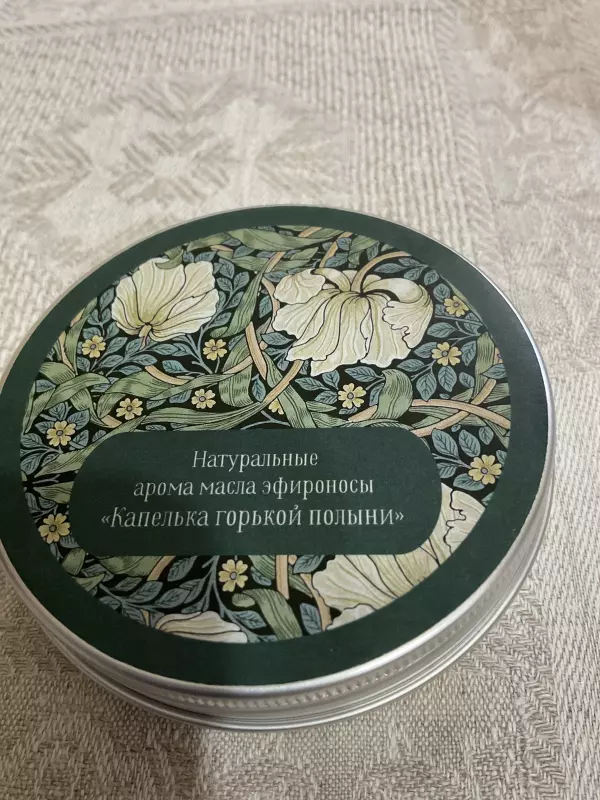 Натуральные
арома масла эфироносы
«Капелька горькой полыни»